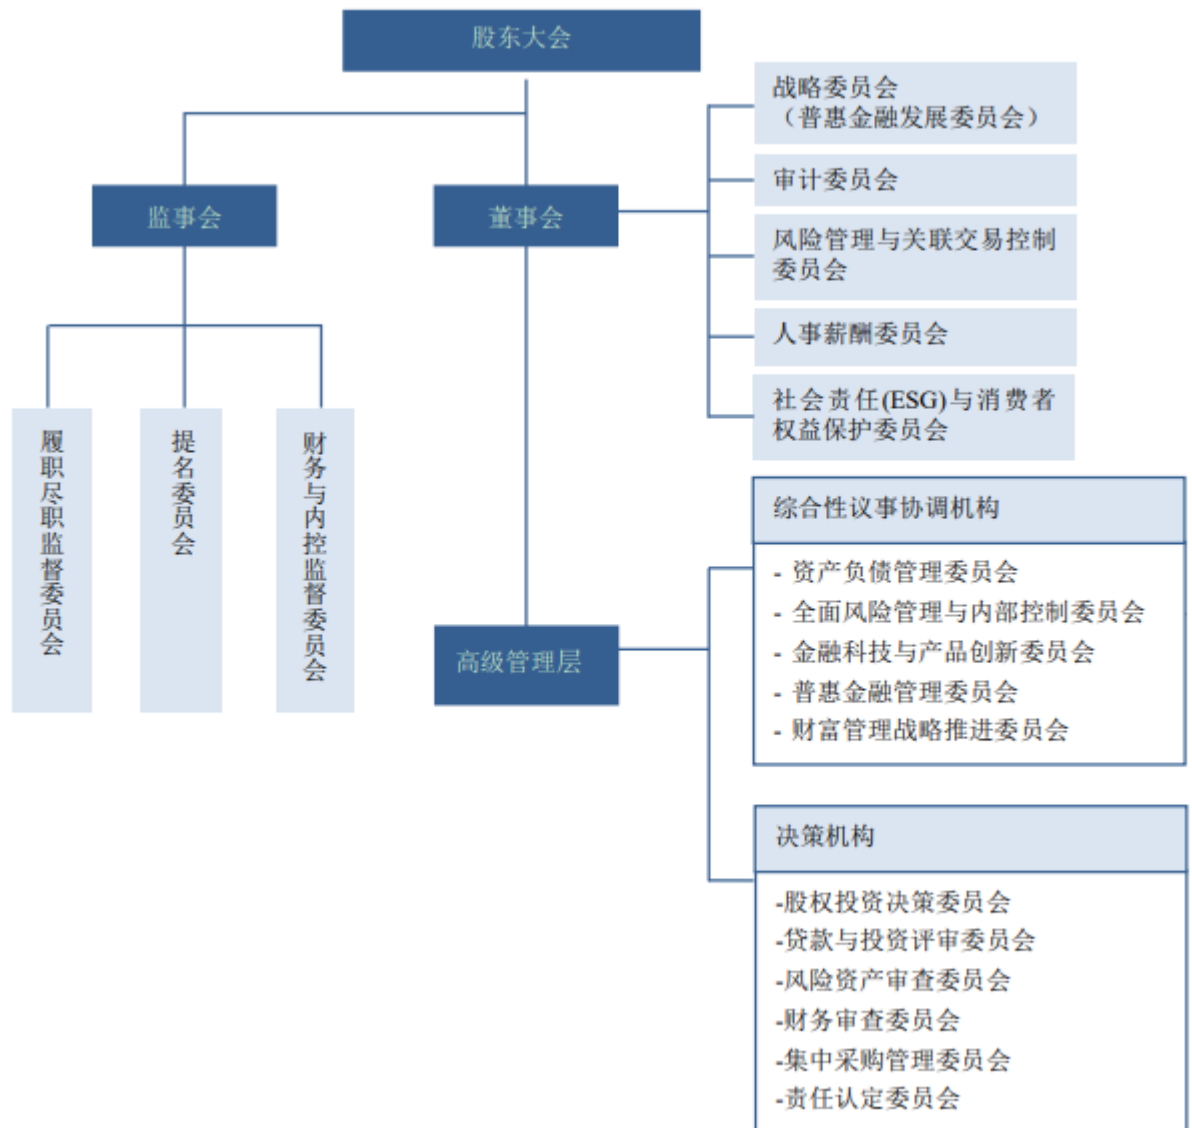 股东大会
战略委员会
（普惠金融发展委员会）
审计委员会
监事会
董事会
风险管理与关联交易控制
委员会
人事薪酬委员会
社会责任(ESG)与消费者
权益保护委员会
履职尽职监督委员会
提名委员会
财务与内控监督委员会
综合性议事协调机构
- 资产负债管理委员会
- 全面风险管理与内部控制委员会
- 金融科技与产品创新委员会
- 普惠金融管理委员会
- 财富管理战略推进委员会
高级管理层
决策机构
-股权投资决策委员会
-贷款与投资评审委员会
-风险资产审查委员会
-财务审查委员会
-集中采购管理委员会
-责任认定委员会